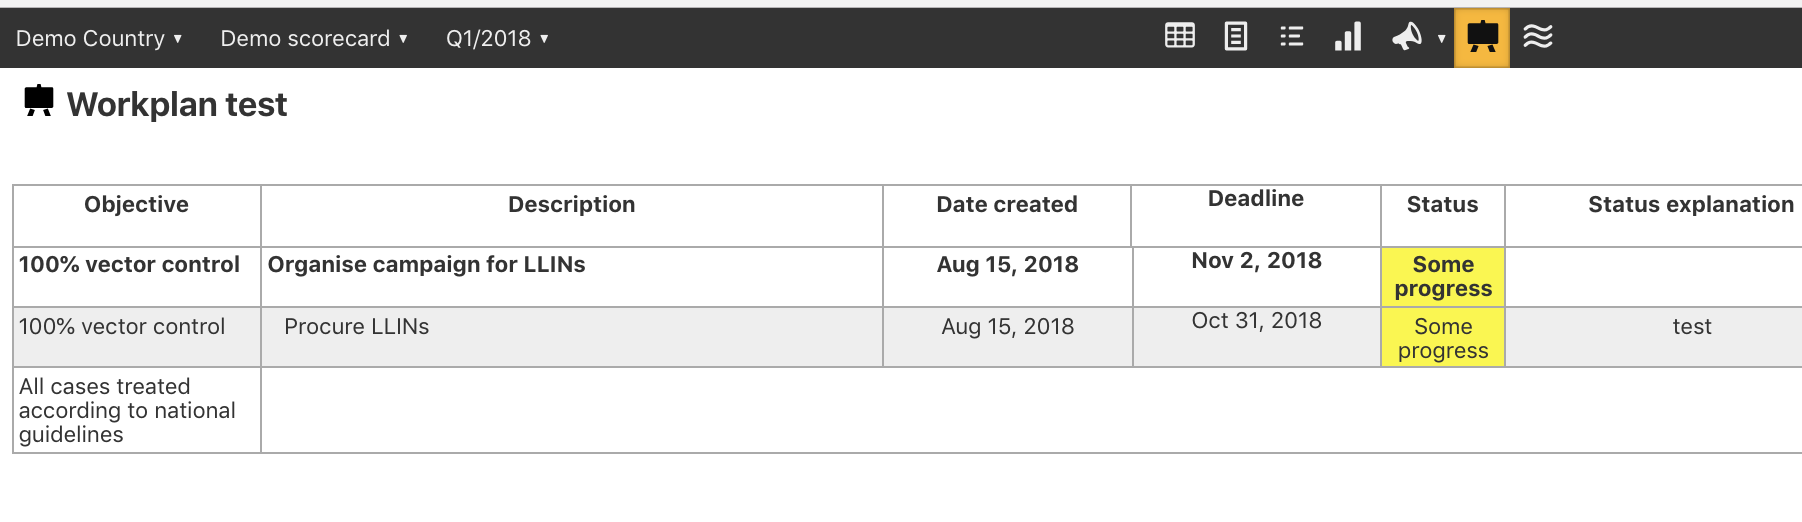 Demo Country ▾ Demo scorecard ▾ Q1/2018 ▾
Workplan test
Objective Description Date created Deadline Status Status explanation
100% vector control Organise campaign for LLINs Aug 15, 2018 Nov 2, 2018 Some
progress
100% vector control Procure LLINs Aug 15, 2018 Oct 31, 2018 Some test
progress
All cases treated
according to national
guidelines